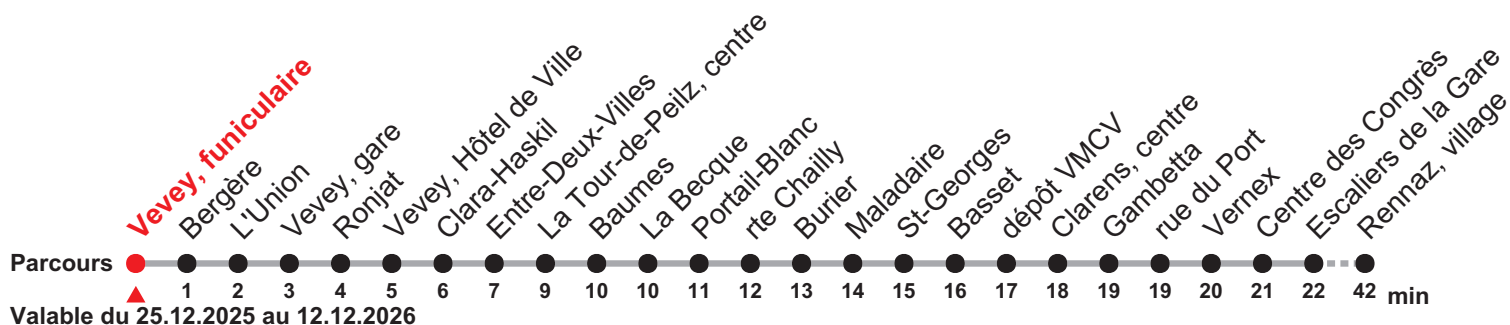 Vevey, funiculaire
Bergère
L'Union
Vevey, gare
Ronjat
Vevey, Hôtel de Ville
Clara-Haskil
Entre-Deux-Villes
La Tour-de-Peilz, centre
Baumes
La Becque
Portail-Blanc
rte Chailly
Burier
Maladaire
St-Georges
Basset
dépôt VMCV
Clarens, centre
Gambetta
rue du Port
Vernex
Centre des Congrès
Escaliers de la Gare
Rennaz, village
Parcours
1 2 3 4 5 6 7 9 10 10 11 12 13 14 15 16 17 18 19 19 20 21 22 42 min
Valable du 25.12.2025 au 12.12.2026